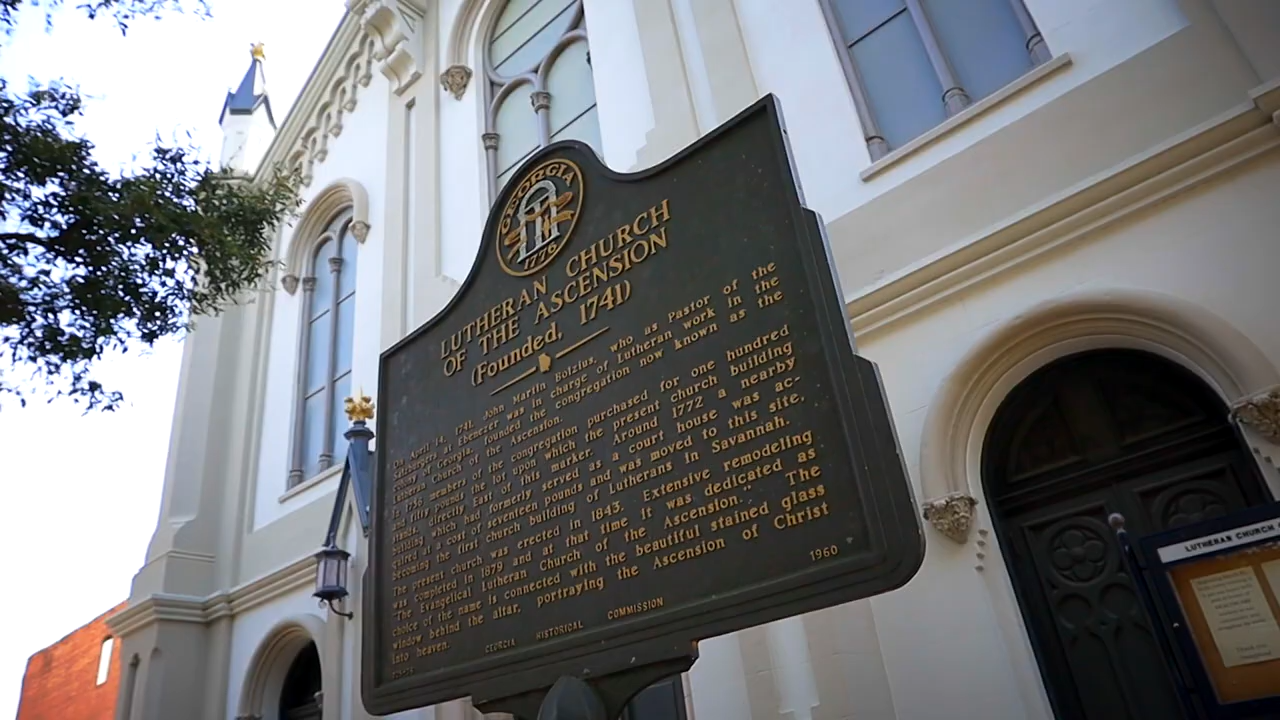 GEORGIA
1776
LUTHERAN CHURCH
OF THE ASCENSION
(Founded, 1741)
On April 14, 1741, John Martin Bolzius, who as Pastor of the
Salzburgers at Ebenezer was in charge of Lutheran work in the
colony of Georgia, founded the congregation now known as the
Lutheran Church of the Ascension.
In 1756 members of the congregation purchased for one hundred
and fifty pounds the lot upon which the present church building
stands, directly East of this marker. Around 1772 a nearby
building which had formerly served as a court house was ac-
quired at a cost of seventeen pounds and was moved to this site,
becoming the first church building of Lutherans in Savannah.
The present church was erected in 1843. Extensive remodeling
was completed in 1879 and at that time it was dedicated as
"The Evangelical Lutheran Church of the Ascension." The
choice of the name is connected with the beautiful stained glass
window behind the altar, portraying the Ascension of Christ
into heaven.
GEORGIA HISTORICAL COMMISSION 1960
LUTHERAN CHURCH